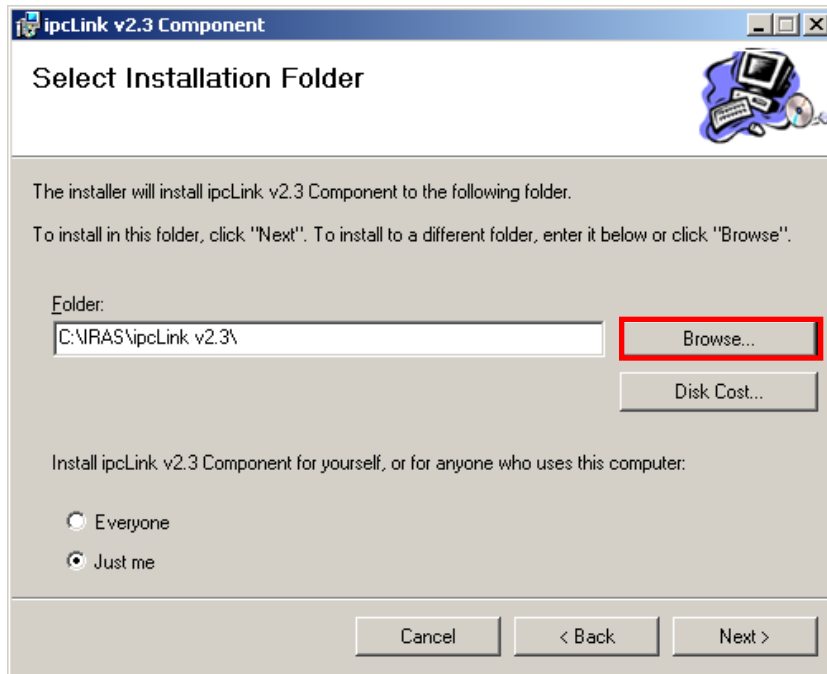 ipcLink v2.3 Component
Select Installation Folder
The installer will install ipcLink v2.3 Component to the following folder.
To install in this folder, click "Next". To install to a different folder, enter it below or click "Browse".
Folder:
C:\IRAS\ipcLink v2.3\
Browse...
Disk Cost...
Install ipcLink v2.3 Component for yourself, or for anyone who uses this computer:
Everyone
Just me
Cancel
< Back
Next >